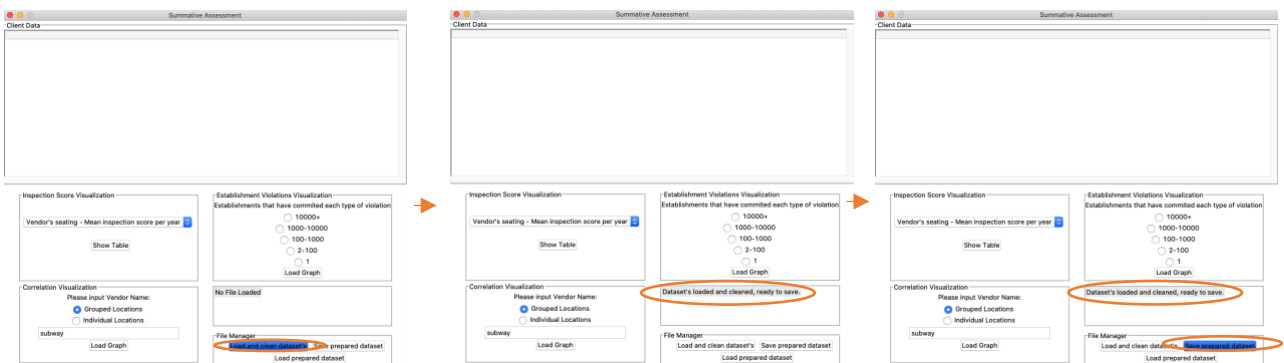 Summative Assessment
Client Data
Inspection Score Visualization
Vendor's seating - Mean inspection score per year
Show Table
Establishment Violations Visualization
Establishments that have commited each type of violation
10000+
1000-10000
100-1000
2-100
1
Load Graph
Correlation Visualization
Please input Vendor Name:
Grouped Locations
Individual Locations
subway
Load Graph
No File Loaded
File Manager
Load and clean dataset's Save prepared dataset
Load prepared dataset
Summative Assessment
Client Data
Inspection Score Visualization
Vendor's seating - Mean inspection score per year
Show Table
Establishment Violations Visualization
Establishments that have commited each type of violation
10000+
1000-10000
100-1000
2-100
1
Load Graph
Correlation Visualization
Please input Vendor Name:
Grouped Locations
Individual Locations
subway
Load Graph
Dataset's loaded and cleaned, ready to save.
File Manager
Load and clean dataset's Save prepared dataset
Load prepared dataset
Summative Assessment
Client Data
Inspection Score Visualization
Vendor's seating - Mean inspection score per year
Show Table
Establishment Violations Visualization
Establishments that have commited each type of violation
10000+
1000-10000
100-1000
2-100
1
Load Graph
Correlation Visualization
Please input Vendor Name:
Grouped Locations
Individual Locations
subway
Load Graph
Dataset's loaded and cleaned, ready to save.
File Manager
Load and clean dataset's Save prepared dataset
Load prepared dataset